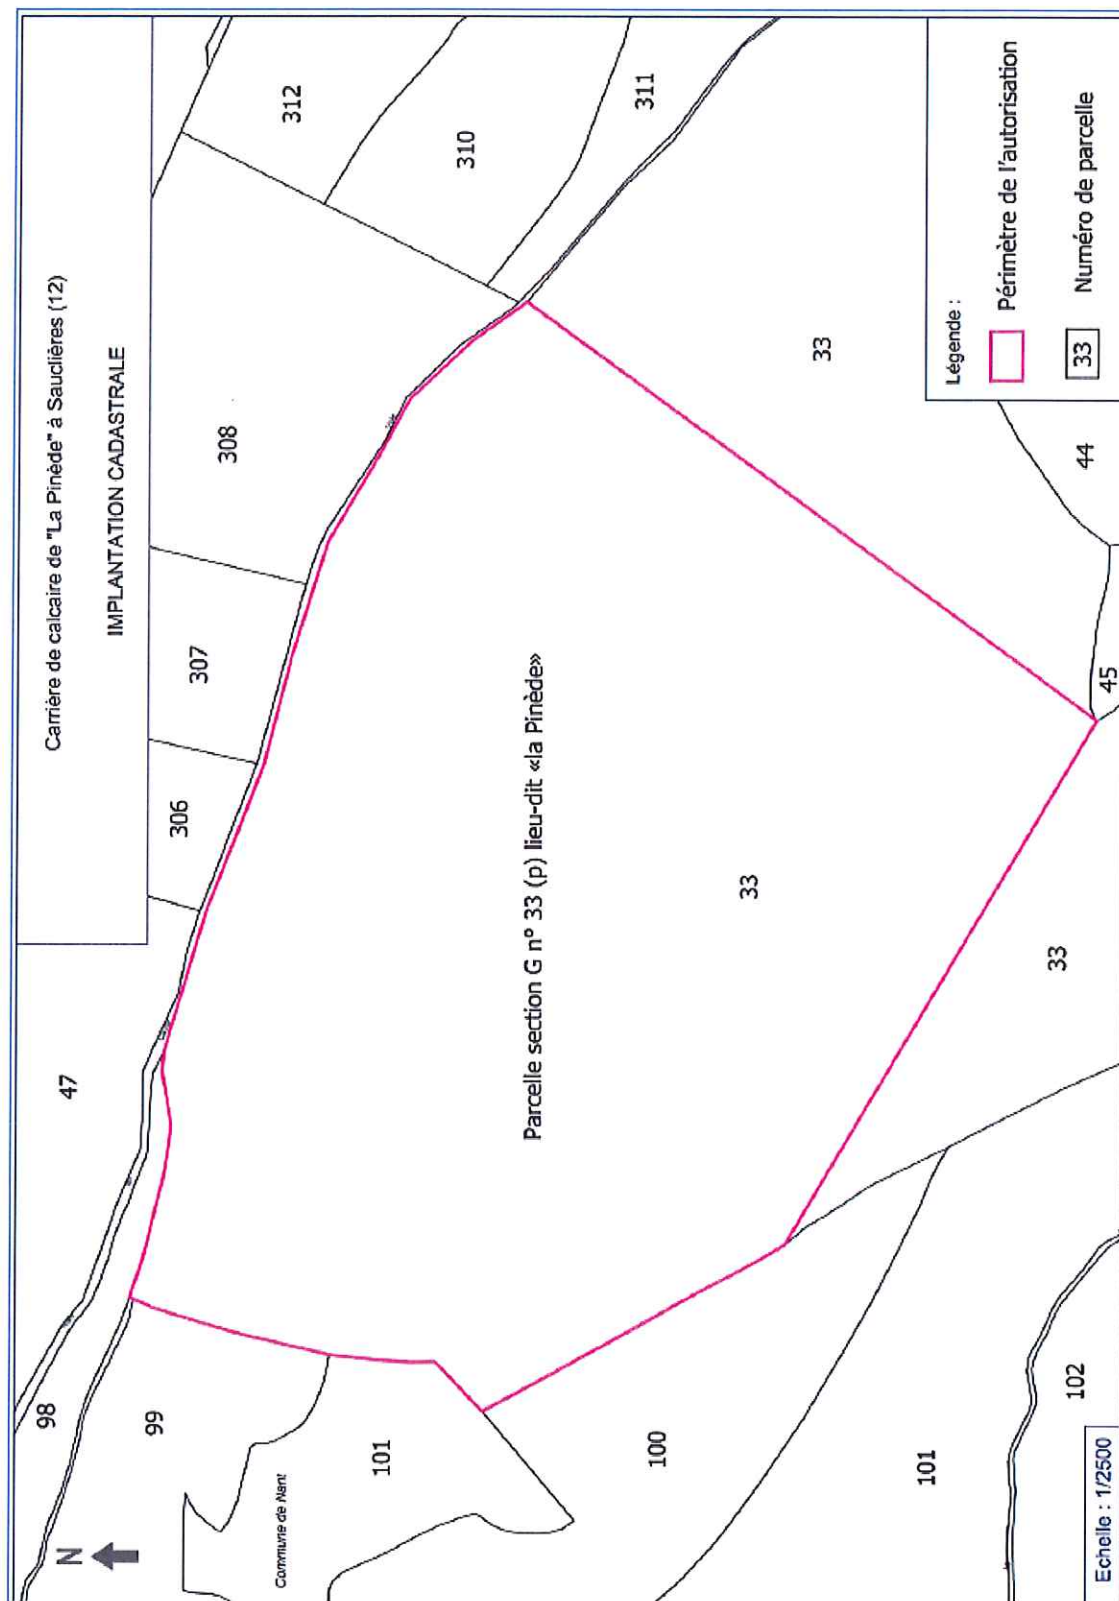 Carrière de calcaire de "La Pinède" à Sauclières (12)
IMPLANTATION CADASTRALE
N
98
47
99
306
307
308
312
310
311
Commune de Nant
101
Parcelle section G nº 33 (p) lieu-dit «la Pinède»
33
33
100
101
102
33
45
44
Légende :
Périmètre de l'autorisation
33
Numéro de parcelle
Echelle : 1/2500